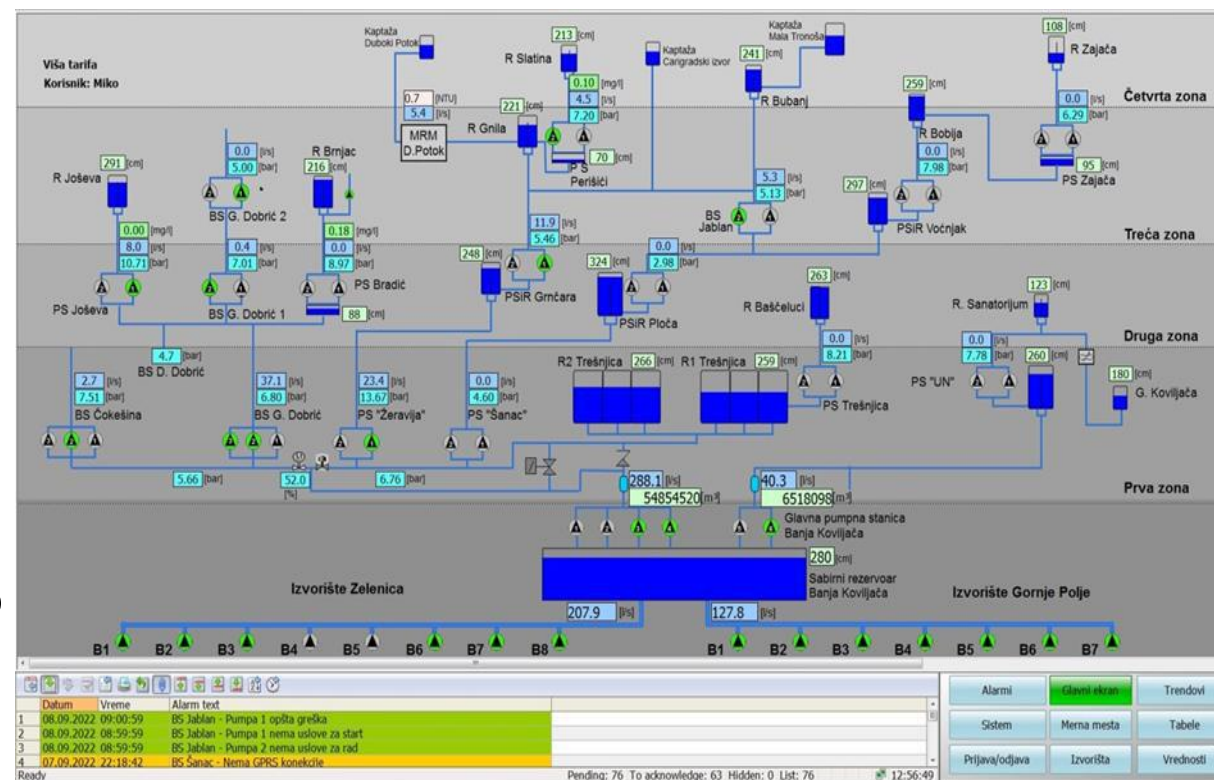 Viša tarifa
Korisnik: Miko
Kaptaža
Duboki Potok
0.7 [NTU]
5.4 [l/s]
MRM
D.Potok
213 [cm]
R Slatina
0.10 [mg/l]
4.5 [l/s]
7.20 [bar]
221 [cm]
R Gnila
70 [cm]
P S
Perišići
Kaptaža
Carigradski izvor
Kaptaža
Mala Tronoša
241 [cm]
R Bubanj
108 [cm]
R Zajača
0.0 [l/s]
6.29 [bar]
95 [cm]
PS Zajača
Četvrta zona
259 [cm]
R Bobija
0.0 [l/s]
7.98 [bar]
297 [cm]
PSiR Voćnjak
291 [cm]
R Joševa
0.00 [mg/l]
8.0 [l/s]
10.71 [bar]
PS Joševa
0.0 [l/s]
5.00 [bar]
BS G. Dobrić 2
0.4 [l/s]
7.01 [bar]
BS G. Dobrić 1
R Brnjac
216 [cm]
0.18 [mg/l]
0.0 [l/s]
8.97 [bar]
PS Bradić
88 [cm]
5.3 [l/s]
5.13 [bar]
BS
Jablan
11.9 [l/s]
5.46 [bar]
248 [cm]
PSiR Grnčara
324 [cm]
0.0 [l/s]
2.98 [bar]
PSiR Ploča
Treća zona
263 [cm]
R Baščeluci
0.0 [l/s]
8.21 [bar]
PS Trešnjica
123 [cm]
R. Sanatorijum
0.0 [l/s]
7.78 [bar]
260 [cm]
PS "UN"
180 [cm]
G. Koviljača
Druga zona
4.7 [bar]
BS D. Dobrić
2.7 [l/s]
7.51 [bar]
BS Čokešina
37.1 [l/s]
6.80 [bar]
BS G. Dobrić
23.4 [l/s]
13.67 [bar]
PS "Žeravija"
0.0 [l/s]
4.60 [bar]
PS "Šanac"
R2 Trešnjica 266 [cm]
R1 Trešnjica 259 [cm]
5.66 [bar]
52.0
[%]
6.76 [bar]
288.1 [l/s]
54854520 [m³]
40.3 [l/s]
6518098 [m³]
Prva zona
Glavna pumpna stanica
Banja Koviljača
280 [cm]
Sabirni rezervoar
Banja Koviljača
Izvorište Zelenica
207.9 [l/s]
127.8 [l/s]
Izvorište Gornje Polje
B1 B2 B3 B4 B5 B6 B7 B8
B1 B2 B3 B4 B5 B6 B7
Datum Vreme Alarm text
1 08.09.2022 09:00:59 BS Jablan - Pumpa 1 opšta greška
2 08.09.2022 08:59:59 BS Jablan - Pumpa 1 nema uslove za start
3 08.09.2022 08:59:59 BS Jablan - Pumpa 2 nema uslove za rad
4 07.09.2022 22:18:42 BS Šanac - Nema GPRS konekcije
Ready
Pending: 76 To acknowledge: 63 Hidden: 0 List: 76
12:56:49
Alarmi
Glavni ekran
Trendovi
Sistem
Merna mesta
Tabele
Prijava/odjava
Izvorišta
Vrednosti